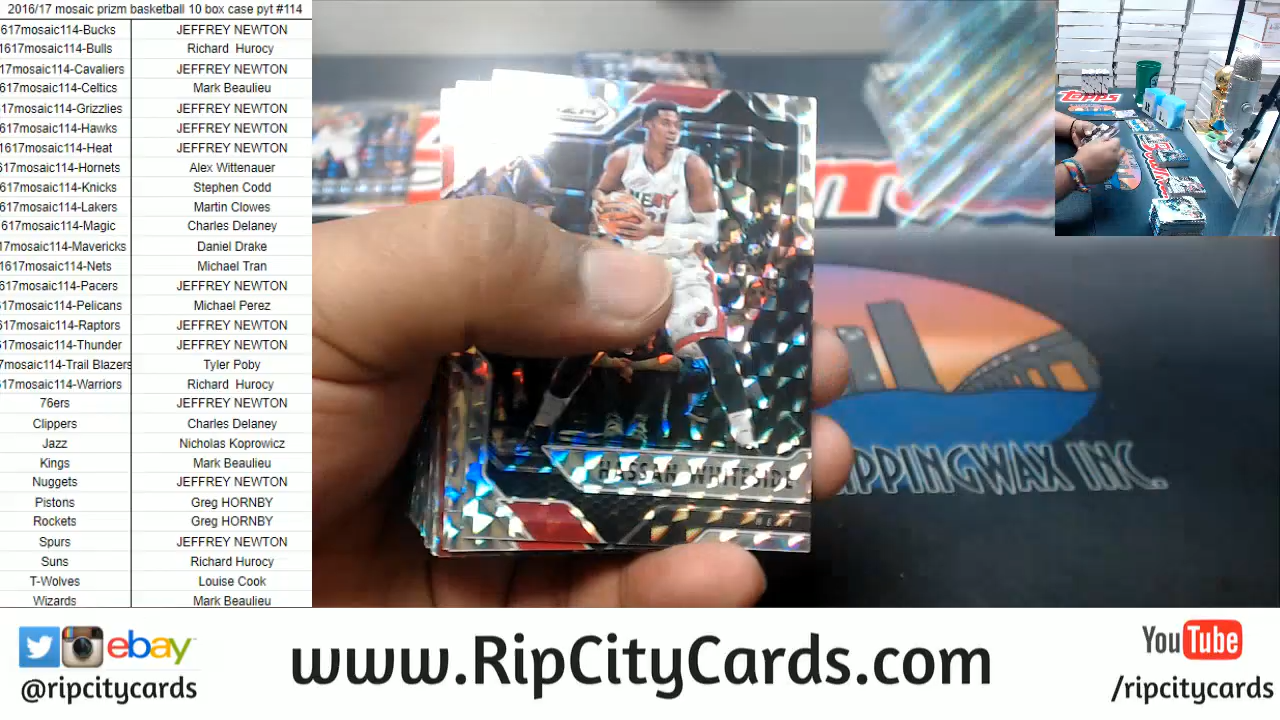 2016/17 mosaic prizm basketball 10 box case pyt #114
617mosaic114-Bucks JEFFREY NEWTON
1617mosaic114-Bulls Richard Hurocy
17mosaic114-Cavaliers JEFFREY NEWTON
617mosaic114-Celtics Mark Beaulieu
617mosaic114-Grizzlies JEFFREY NEWTON
617mosaic114-Hawks JEFFREY NEWTON
1617mosaic114-Heat JEFFREY NEWTON
617mosaic114-Hornets Alex Wittenauer
617mosaic114-Knicks Stephen Codd
617mosaic114-Lakers Martin Clowes
617mosaic114-Magic Charles Delaney
17mosaic114-Mavericks Daniel Drake
1617mosaic114-Nets Michael Tran
617mosaic114-Pacers JEFFREY NEWTON
617mosaic114-Pelicans Michael Perez
617mosaic114-Raptors JEFFREY NEWTON
617mosaic114-Thunder JEFFREY NEWTON
7mosaic114-Trail Blazers Tyler Poby
617mosaic114-Warriors Richard Hurocy
76ers JEFFREY NEWTON
Clippers Charles Delaney
Jazz Nicholas Koprowicz
Kings Mark Beaulieu
Nuggets JEFFREY NEWTON
Pistons Greg HORNBY
Rockets Greg HORNBY
Spurs JEFFREY NEWTON
Suns Richard Hurocy
T-Wolves Louise Cook
Wizards Mark Beaulieu
Topps
BOWMAN
HASSAN WHITESIDE
HEAT
IPPINGWAX INC.
ebay
@ripcitycards
www.RipCityCards.com
YouTube
/ripcitycards